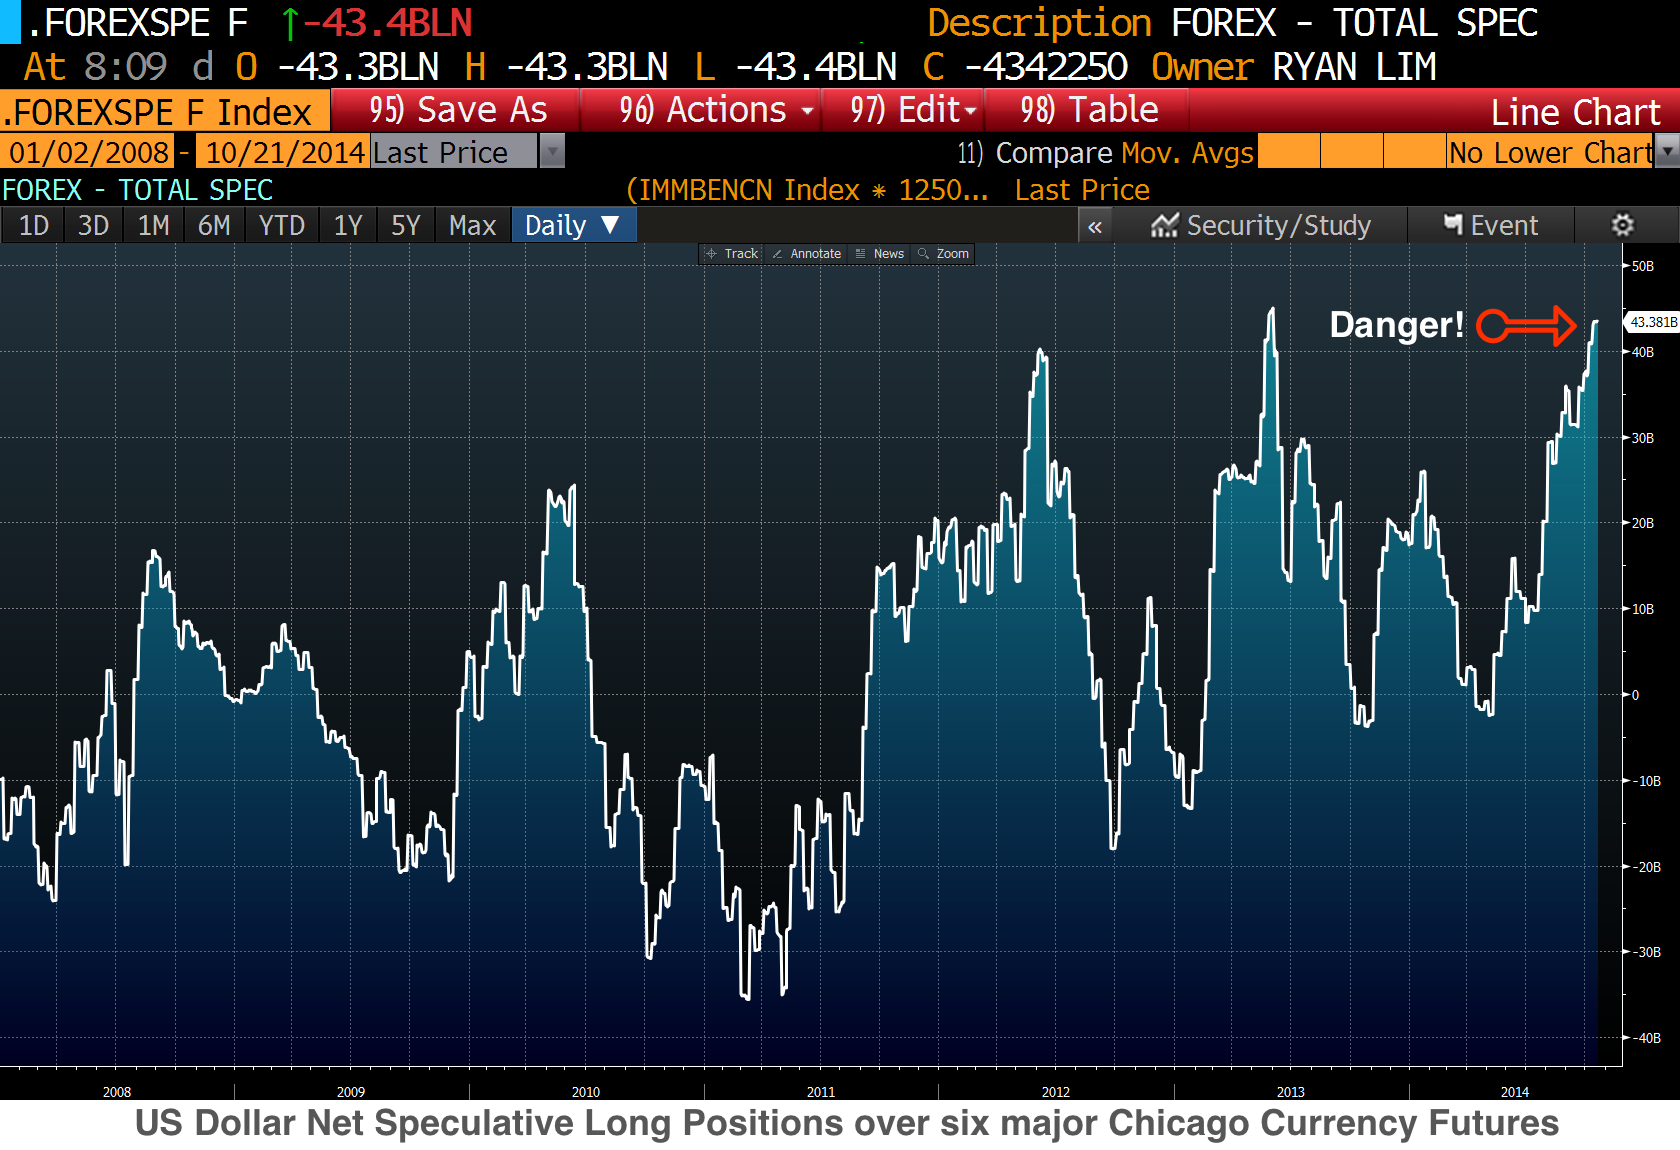 .FOREXSPE F ↑-43.4BLN Description FOREX - TOTAL SPEC
At 8:09 d O -43.3BLN H -43.3BLN L -43.4BLN C -4342250 Owner RYAN LIM
.FOREXSPE F Index 95) Save As 96) Actions 97) Edit 98) Table Line Chart
01/02/2008 - 10/21/2014 Last Price 11) Compare Mov. Avgs No Lower Chart
FOREX - TOTAL SPEC (IMMBENCN Index * 1250... Last Price
1D 3D 1M 6M YTD 1Y 5Y Max Daily ▼ « Security/Study Event
Track Annotate News Zoom
50B
Danger! 43.381B
40B
30B
20B
10B
0
-10B
-20B
-30B
-40B
2008 2009 2010 2011 2012 2013 2014
US Dollar Net Speculative Long Positions over six major Chicago Currency Futures